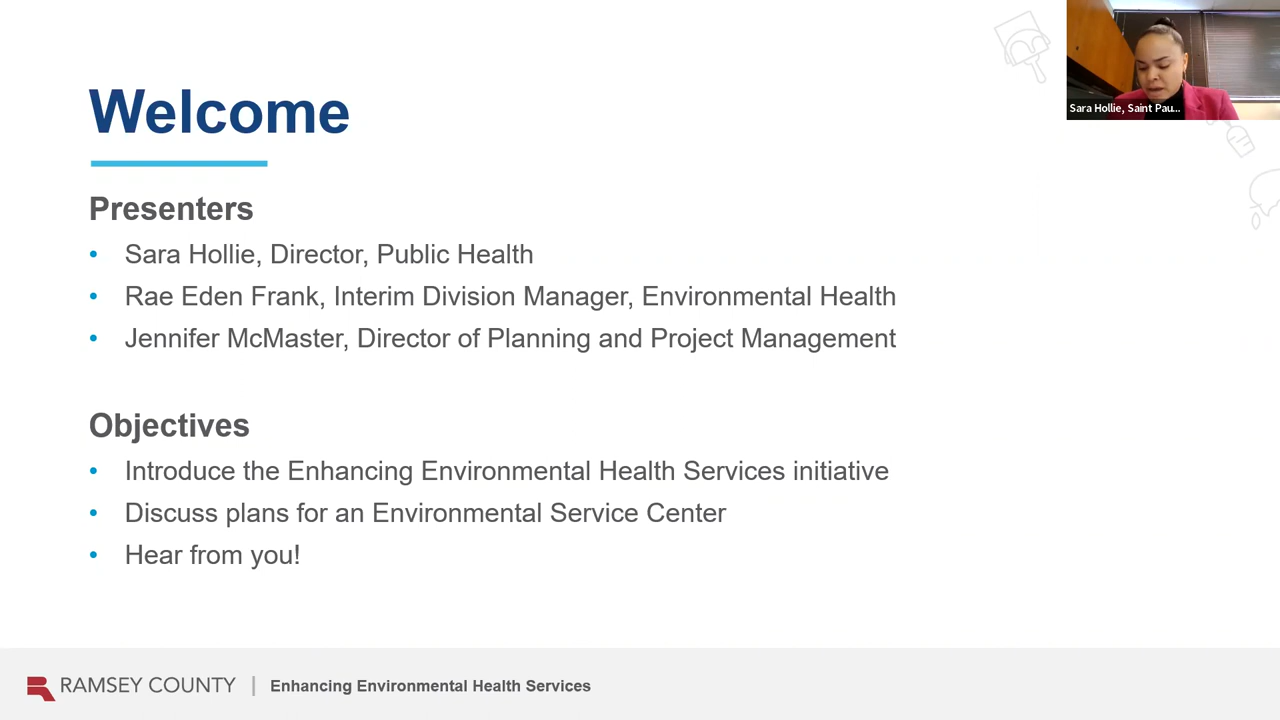 Welcome
Sara Hollie, Saint Pau...
Presenters
• Sara Hollie, Director, Public Health
• Rae Eden Frank, Interim Division Manager, Environmental Health
• Jennifer McMaster, Director of Planning and Project Management
Objectives
• Introduce the Enhancing Environmental Health Services initiative
• Discuss plans for an Environmental Service Center
• Hear from you!
RAMSEY COUNTY | Enhancing Environmental Health Services